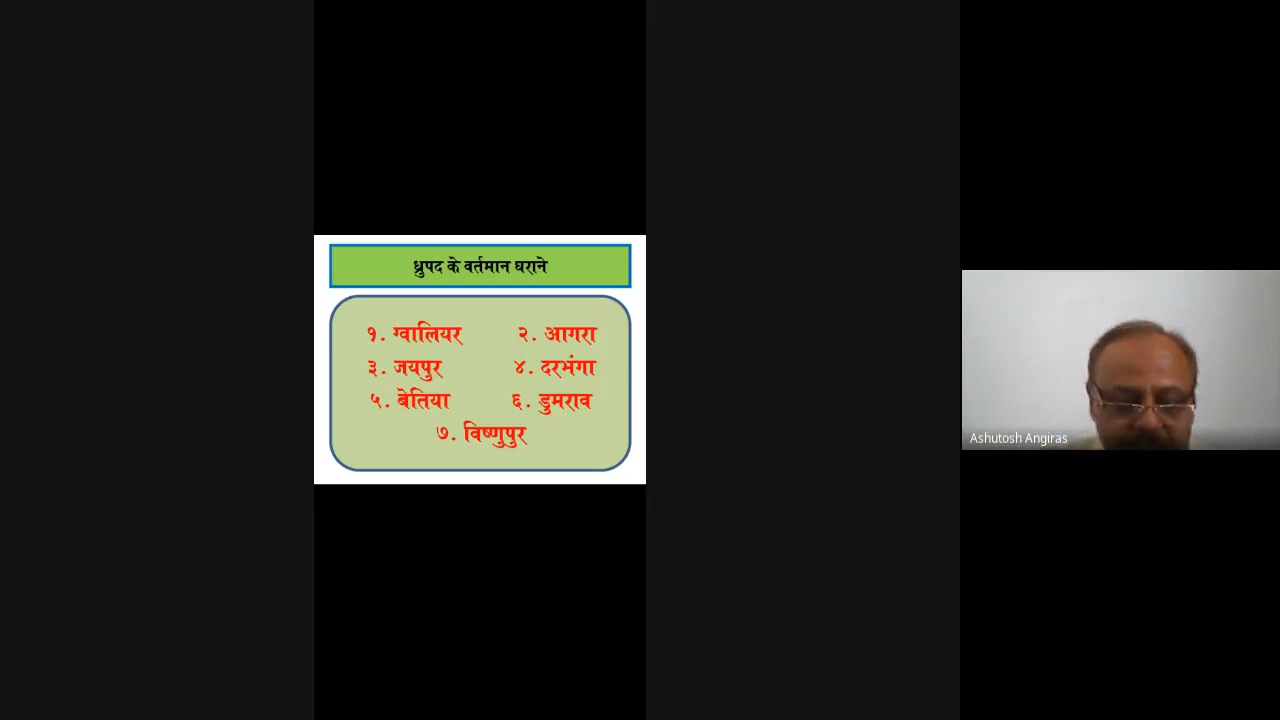 ध्रुपद के वर्तमान घराने
१. ग्वालियर २. आगरा
३. जयपुर ४. दरभंगा
५. बेतिया ६. डुमराव
७. विष्णुपुर
Ashutosh Angiras